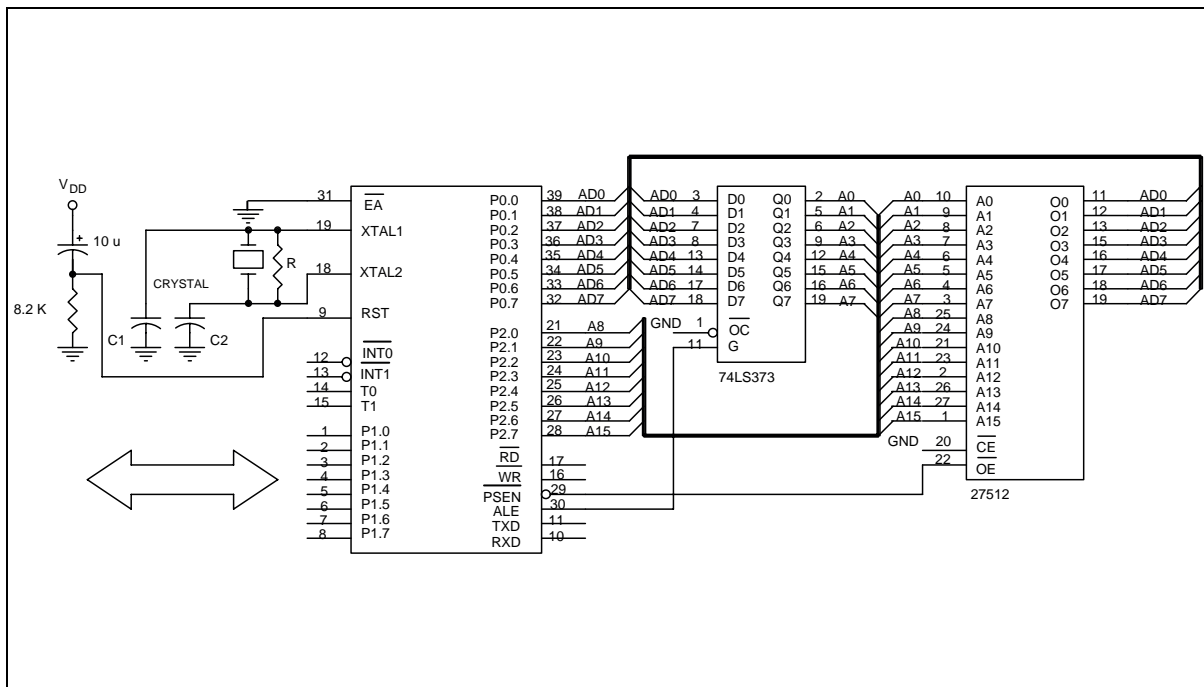 V DD
10 u
8.2 K
C1
C2
CRYSTAL
R
31 EA
19 XTAL1
18 XTAL2
9 RST
12 INT0
13 INT1
14 T0
15 T1
1 P1.0
2 P1.1
3 P1.2
4 P1.3
5 P1.4
6 P1.5
7 P1.6
8 P1.7
P0.0 39 AD0
P0.1 38 AD1
P0.2 37 AD2
P0.3 36 AD3
P0.4 35 AD4
P0.5 34 AD5
P0.6 33 AD6
P0.7 32 AD7
P2.0 21 A8
P2.1 22 A9
P2.2 23 A10
P2.3 24 A11
P2.4 25 A12
P2.5 26 A13
P2.6 27 A14
P2.7 28 A15
RD 17
WR 16
PSEN 29
ALE 30
TXD 11
RXD 10
AD0 3 D0 Q0 2 A0
AD1 4 D1 Q1 5 A1
AD2 7 D2 Q2 6 A2
AD3 8 D3 Q3 9 A3
AD4 13 D4 Q4 12 A4
AD5 14 D5 Q5 15 A5
AD6 17 D6 Q6 16 A6
AD7 18 D7 Q7 19 A7
GND 1 OC
11 G
74LS373
A0 10 A0 O0 11 AD0
A1 9 A1 O1 12 AD1
A2 8 A2 O2 13 AD2
A3 7 A3 O3 15 AD3
A4 6 A4 O4 16 AD4
A5 5 A5 O5 17 AD5
A6 4 A6 O6 18 AD6
A7 3 A7 O7 19 AD7
A8 25 A8
A9 24 A9
A10 21 A10
A11 23 A11
A12 2 A12
A13 26 A13
A14 27 A14
A15 1 A15
GND 20 CE
22 OE
27512